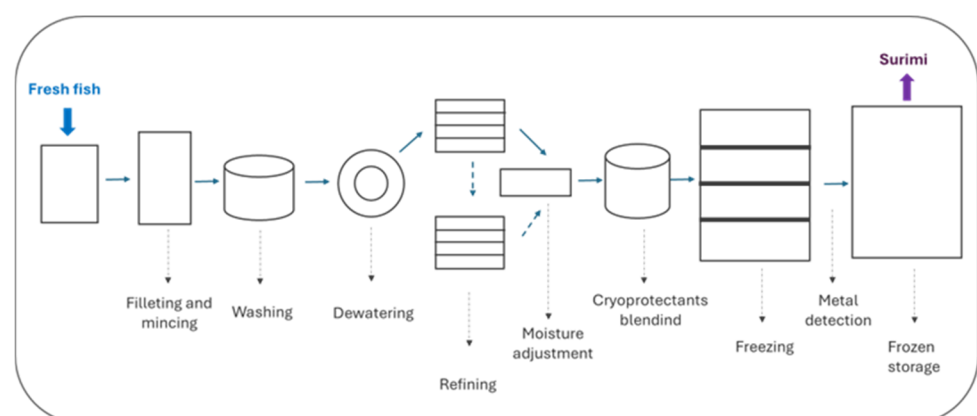 Surimi
Fresh fish
Filleting and
mincing
Washing
Dewatering
Refining
Moisture
adjustment
Cryoprotectants
blendind
Freezing
Metal
detection
Frozen
storage